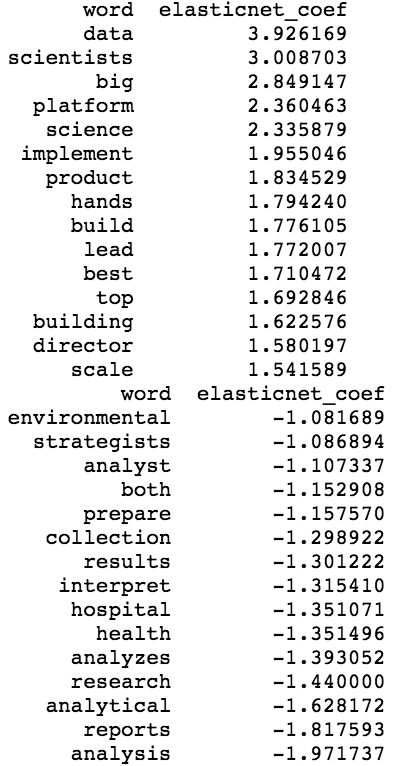 word elasticnet_coef
data 3.926169
scientists 3.008703
big 2.849147
platform 2.360463
science 2.335879
implement 1.955046
product 1.834529
hands 1.794240
build 1.776105
lead 1.772007
best 1.710472
top 1.692846
building 1.622576
director 1.580197
scale 1.541589
word elasticnet_coef
environmental -1.081689
strategists -1.086894
analyst -1.107337
both -1.152908
prepare -1.157570
collection -1.298922
results -1.301222
interpret -1.315410
hospital -1.351071
health -1.351496
analyzes -1.393052
research -1.440000
analytical -1.628172
reports -1.817593
analysis -1.971737